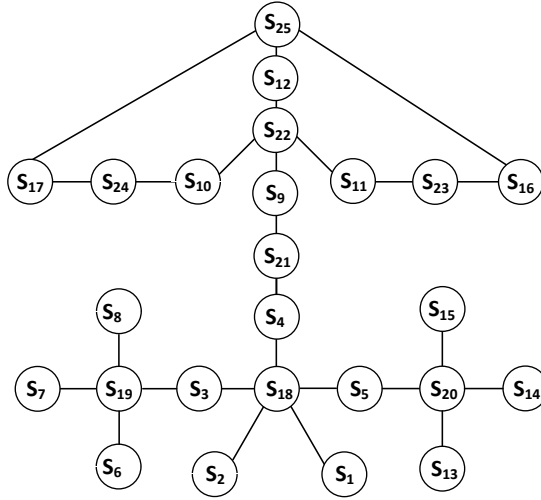 S₂₅
S₁₂
S₂₂
S₁₇ S₂₄ S₁₀ S₉ S₁₁ S₂₃ S₁₆
S₂₁
S₈ S₄ S₁₅
S₇ S₁₉ S₃ S₁₈ S₅ S₂₀ S₁₄
S₆ S₂ S₁ S₁₃